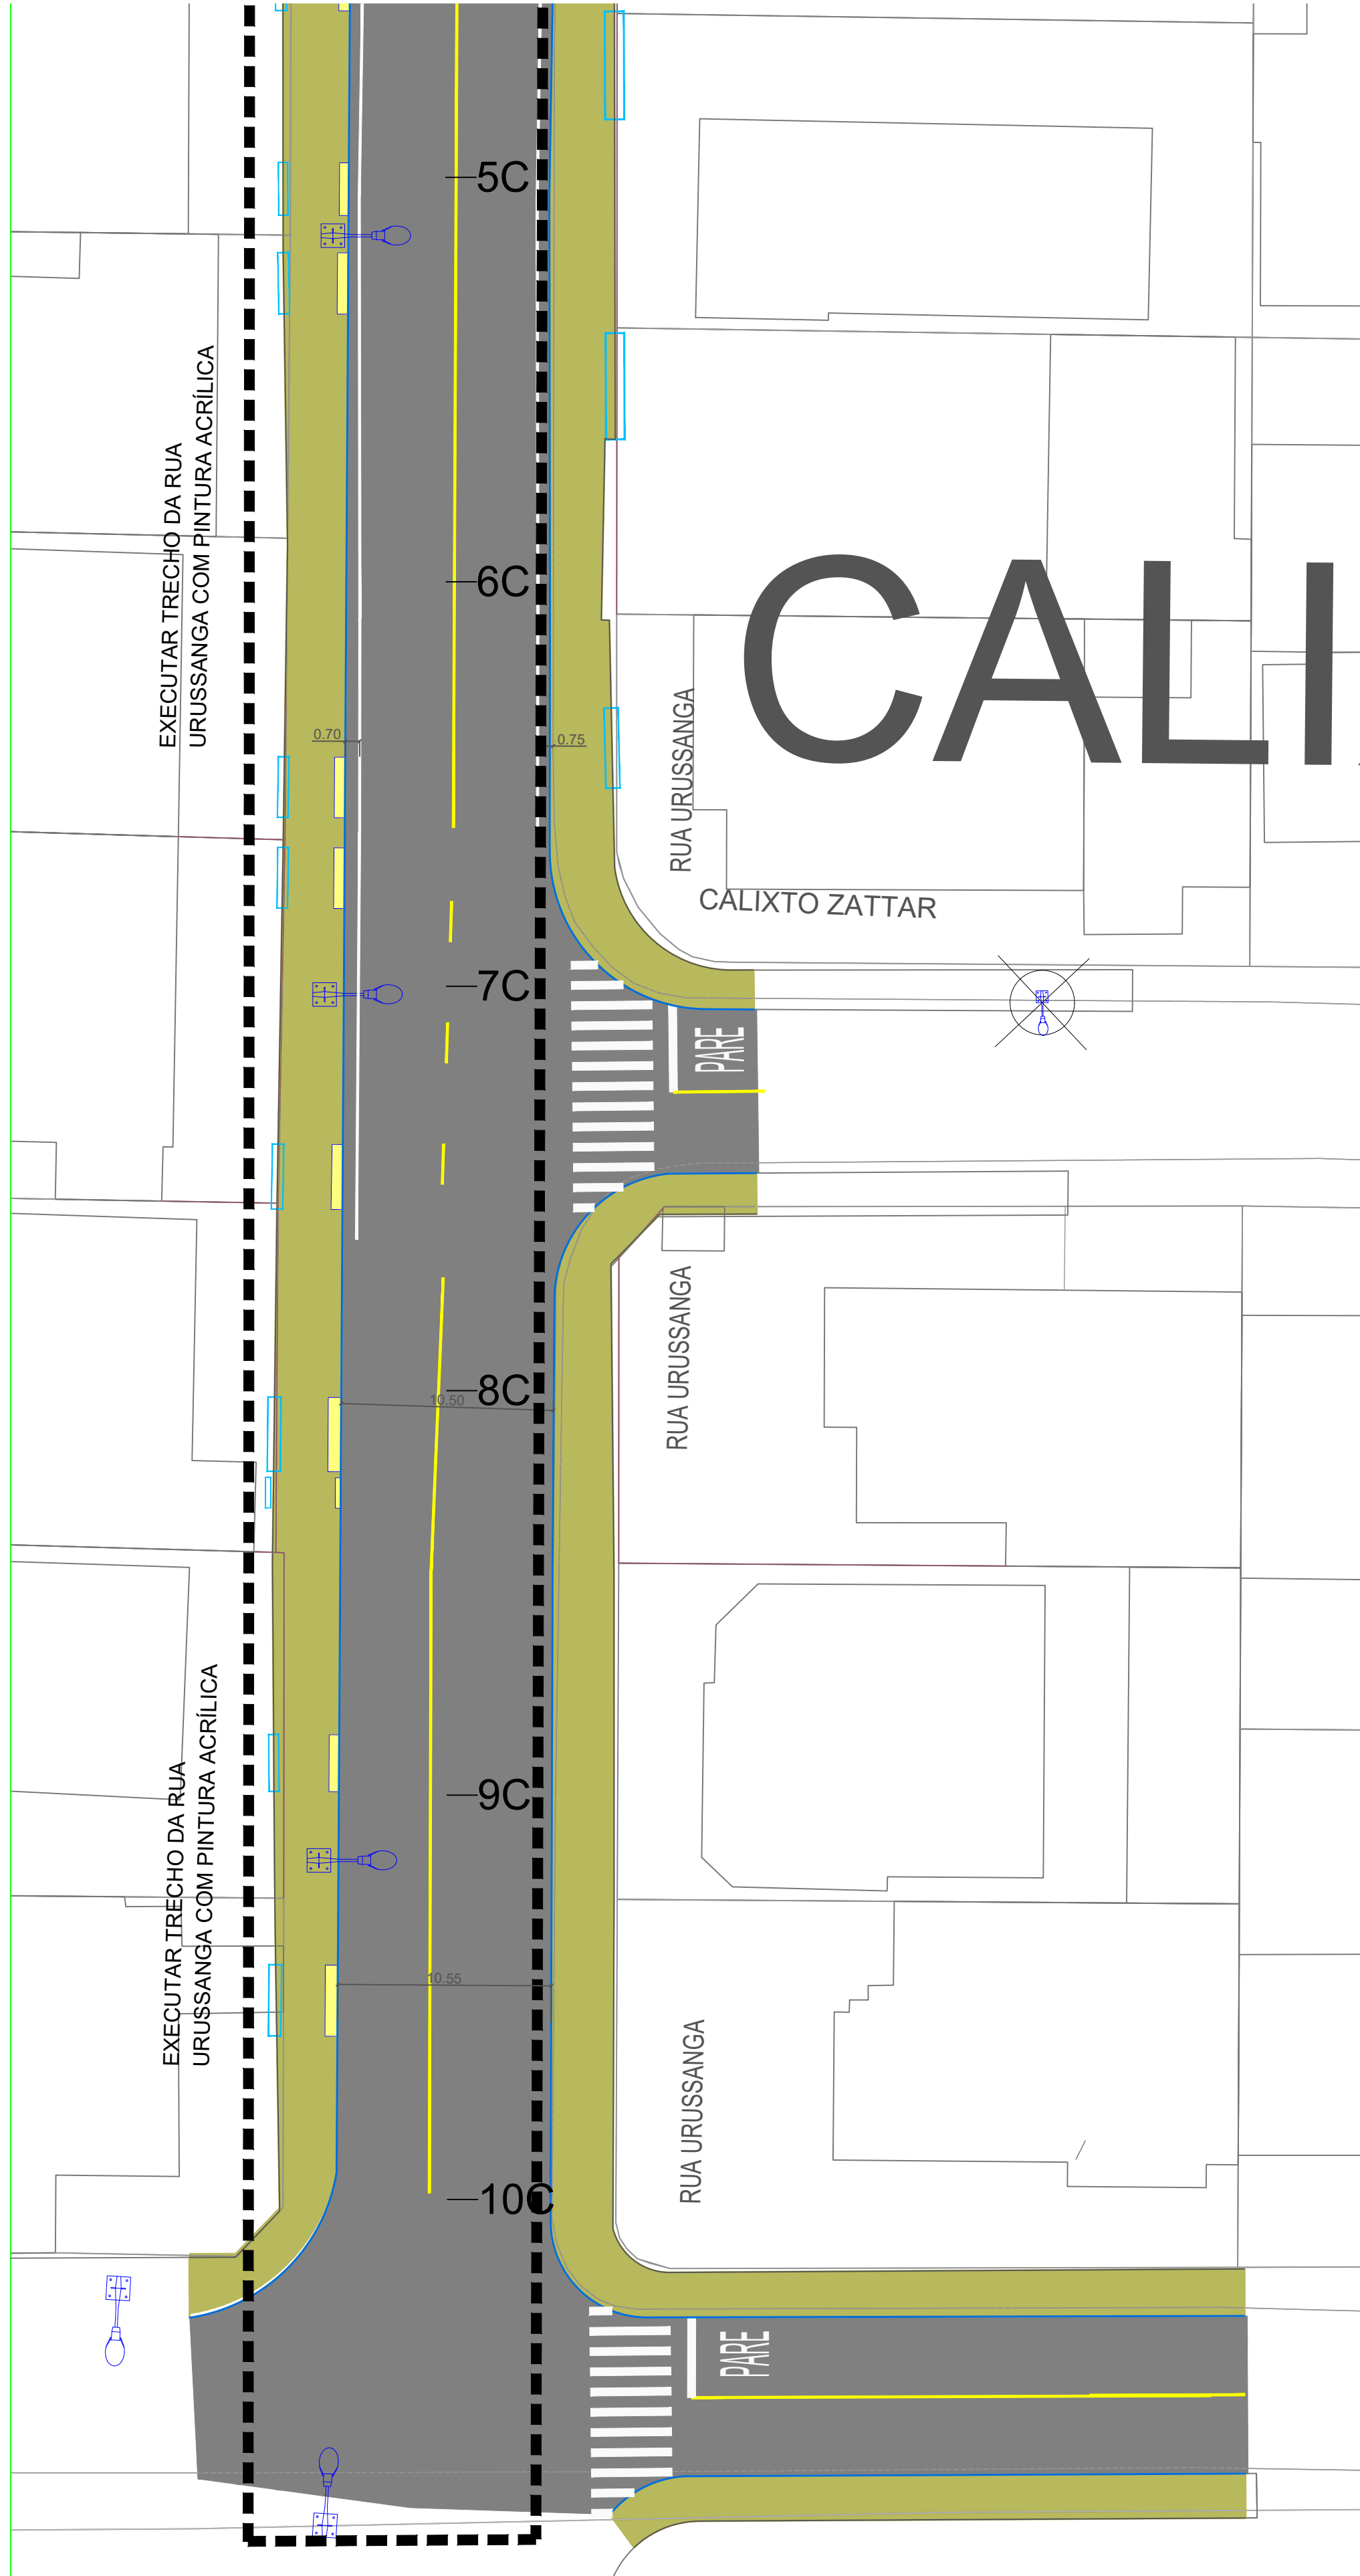 5C
EXECUTAR TRECHO DA RUA
URUSSANGA COM PINTURA ACRÍLICA
6C
CALI
0.70
0.75
RUA URUSSANGA
CALIXTO ZATTAR
7C
PARE
RUA URUSSANGA
8C
10.50
EXECUTAR TRECHO DA RUA
URUSSANGA COM PINTURA ACRÍLICA
9C
10.55
RUA URUSSANGA
10C
PARE